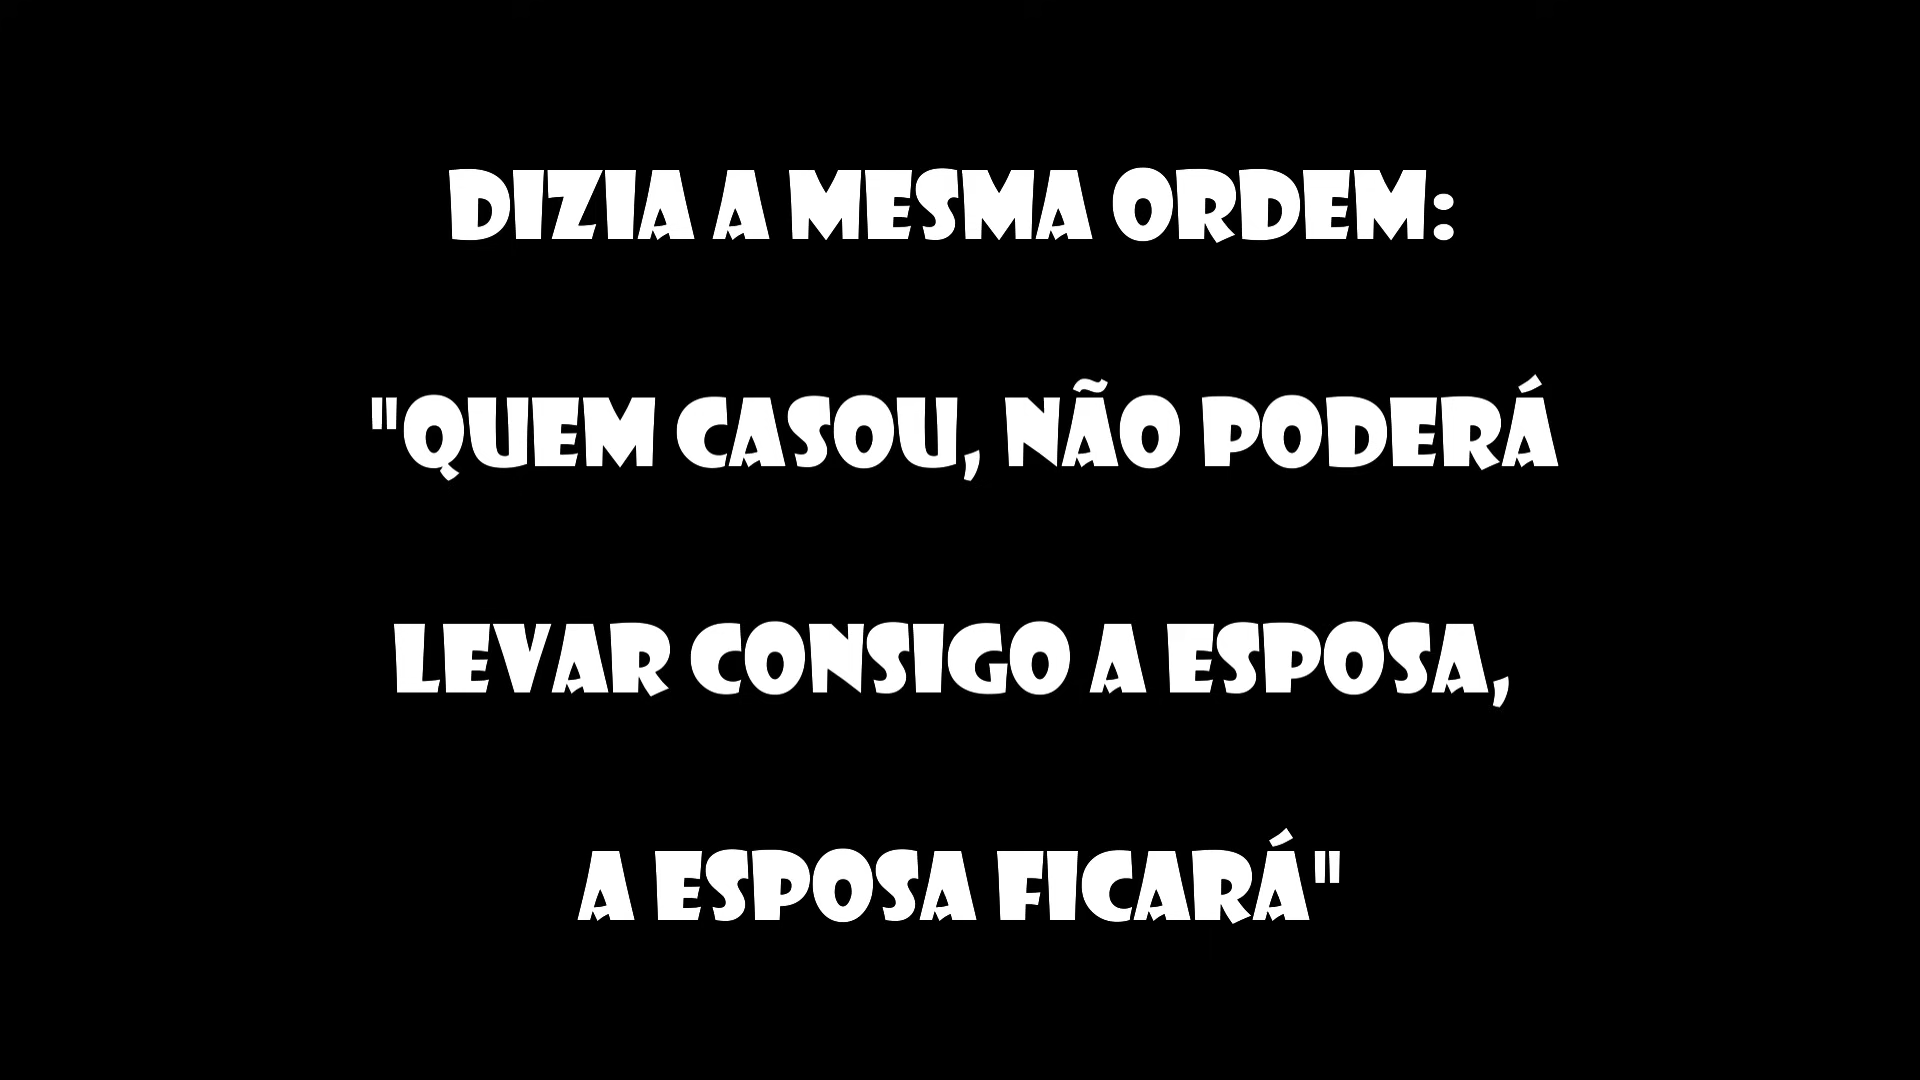 DIZIA A MESMA ORDEM:
"QUEM CASOU, NÃO PODERÁ
LEVAR CONSIGO A ESPOSA,
A ESPOSA FICARÁ"